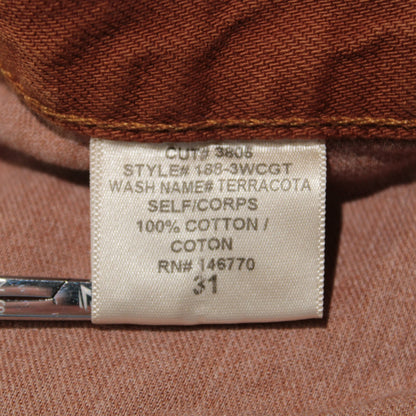 CUT# 3805
STYLE# 188-3WCGT
WASH NAME# TERRACOTA
SELF/CORPS
100% COTTON /
COTON
RN# 146770
31